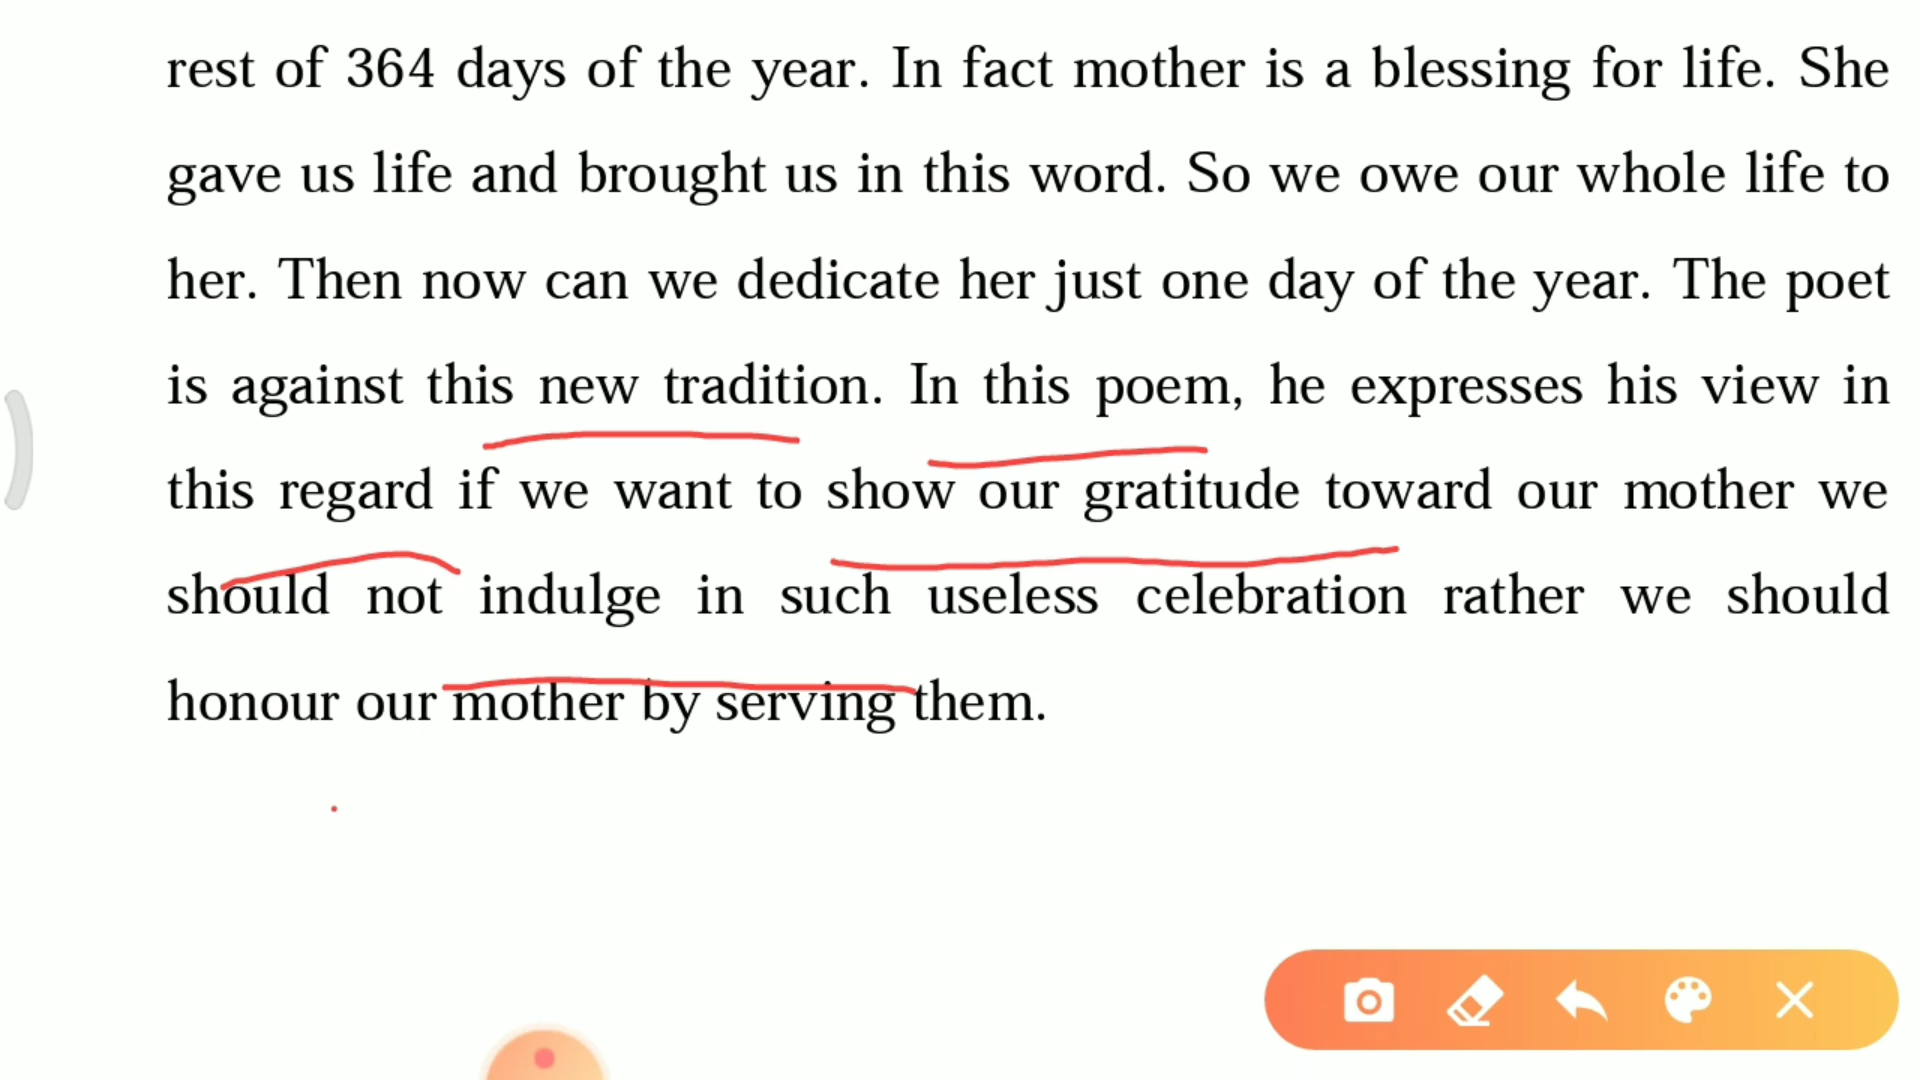 rest of 364 days of the year. In fact mother is a blessing for life. She
gave us life and brought us in this word. So we owe our whole life to
her. Then now can we dedicate her just one day of the year. The poet
is against this new tradition. In this poem, he expresses his view in
this regard if we want to show our gratitude toward our mother we
should not indulge in such useless celebration rather we should
honour our mother by serving them.